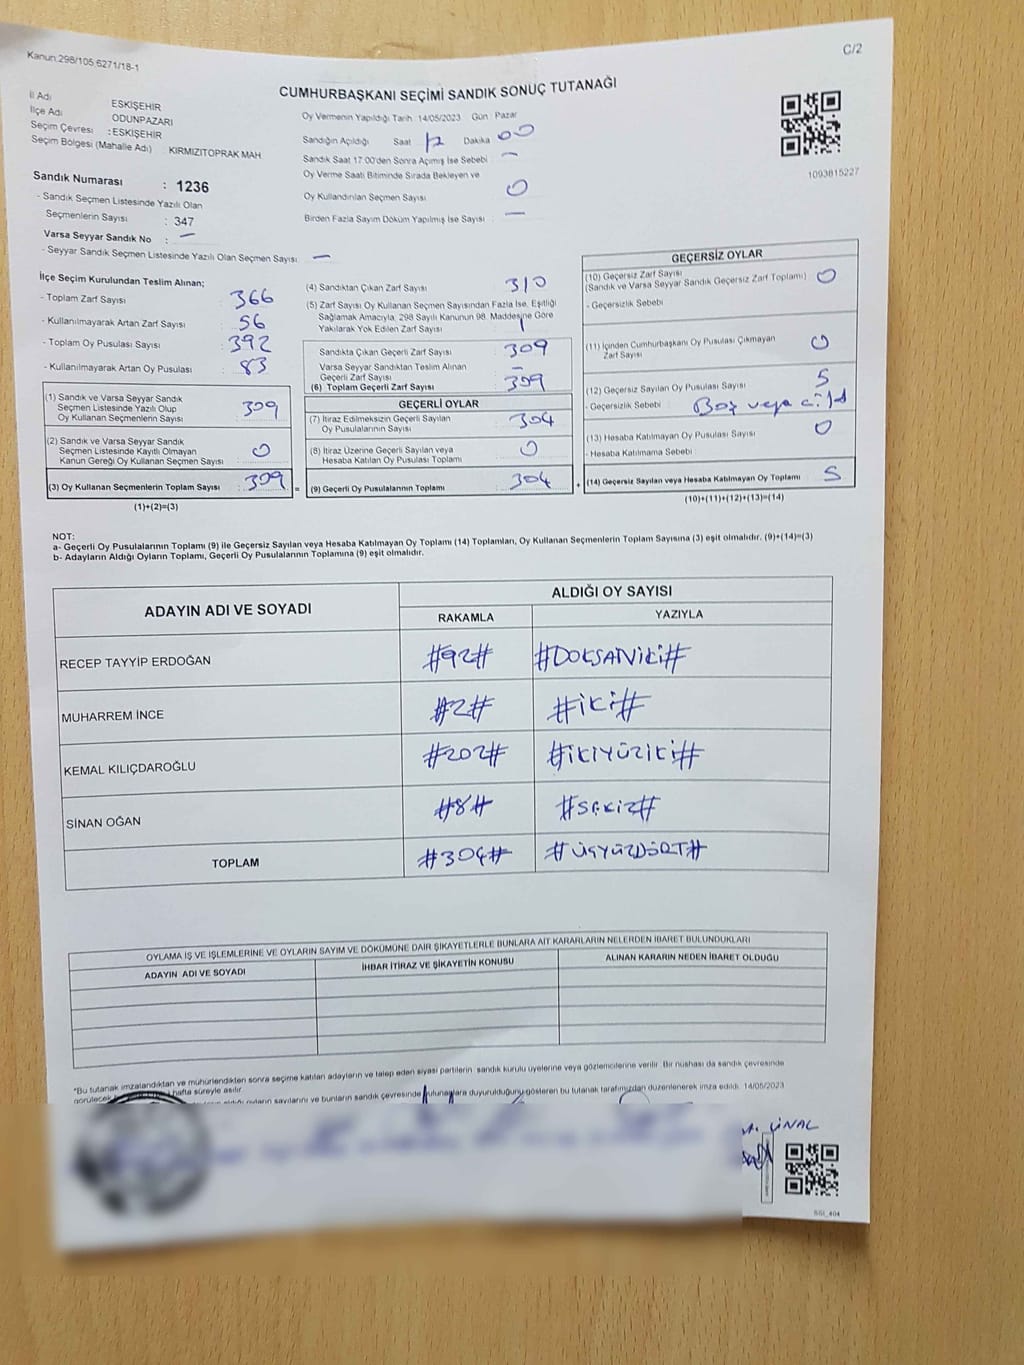 Kanun:298/105 6271/18-1
C/2
CUMHURBAŞKANI SEÇİMİ SANDIK SONUÇ TUTANAĞI
İl Adı ESKİŞEHİR
İlçe Adı ODUNPAZARI
Seçim Çevresi : ESKİŞEHİR
Seçim Bölgesi (Mahalle Adı) . KIRMIZITOPRAK MAH
Oy Vermenin Yapıldığı Tarih :14/05/2023 Gün : Pazar
Sandığın Açıldığı Saat 17 Dakika 00
Sandık Saat 17:00'den Sonra Açımış İse Sebebi : —
Oy Verme Saati Bitiminde Sırada Bekleyen ve
Oy Kullandırılan Seçmen Sayısı : 0
Birden Fazla Sayım Döküm Yapılmış İse Sayısı : —
1093815227
Sandık Numarası : 1236
- Sandık Seçmen Listesinde Yazılı Olan
Seçmenlerin Sayısı : 347
Varsa Seyyar Sandık No : —
- Seyyar Sandık Seçmen Listesinde Yazılı Olan Seçmen Sayısı : —
İlçe Seçim Kurulundan Teslim Alınan;
- Toplam Zarf Sayısı 366
- Kullanılmayarak Artan Zarf Sayısı 56
- Toplam Oy Pusulası Sayısı 392
- Kullanılmayarak Artan Oy Pusulası 83
(1) Sandık ve Varsa Seyyar Sandık
Seçmen Listesinde Yazılı Olup
Oy Kullanan Seçmenlerin Sayısı 309
(2) Sandık ve Varsa Seyyar Sandık
Seçmen Listesinde Kayıtlı Olmayan
Kanun Gereği Oy Kullanan Seçmen Sayısı 0
(3) Oy Kullanan Seçmenlerin Toplam Sayısı 309
(1)+(2)=(3)
(4) Sandıktan Çıkan Zarf Sayısı 310
(5) Zarf Sayısı Oy Kullanan Seçmen Sayısından Fazla İse, Eşitliği
Sağlamak Amacıyla, 298 Sayılı Kanunun 98. Maddesine Göre
Yakılarak Yok Edilen Zarf Sayısı 1
Sandıkta Çıkan Geçerli Zarf Sayısı 309
Varsa Seyyar Sandıktan Teslim Alınan
Geçerli Zarf Sayısı —
(6) Toplam Geçerli Zarf Sayısı 309
GEÇERLİ OYLAR
(7) İtiraz Edilmeksizin Geçerli Sayılan
Oy Pusulalarının Sayısı 304
(8) İtiraz Üzerine Geçerli Sayılan veya
Hesaba Katılan Oy Pusulası Toplamı 0
= (9) Geçerli Oy Pusulalarının Toplamı 304 +
GEÇERSİZ OYLAR
(10) Geçersiz Zarf Sayısı
(Sandık ve Varsa Seyyar Sandık Geçersiz Zarf Toplamı) 0
- Geçersizlik Sebebi
(11) İçinden Cumhurbaşkanı Oy Pusulası Çıkmayan
Zarf Sayısı 0
(12) Geçersiz Sayılan Oy Pusulası Sayısı 5
- Geçersizlik Sebebi Boş veya
(13) Hesaba Katılmayan Oy Pusulası Sayısı 0
- Hesaba Katılmama Sebebi
(14) Geçersiz Sayılan veya Hesaba Katılmayan Oy Toplamı 5
(10)+(11)+(12)+(13)=(14)
NOT:
a- Geçerli Oy Pusulalarının Toplamı (9) ile Geçersiz Sayılan veya Hesaba Katılmayan Oy Toplamı (14) Toplamları, Oy Kullanan Seçmenlerin Toplam Sayısına (3) eşit olmalıdır. (9)+(14)=(3)
b- Adayların Aldığı Oyların Toplamı, Geçerli Oy Pusulalarının Toplamına (9) eşit olmalıdır.
ADAYIN ADI VE SOYADI ALDIĞI OY SAYISI
RAKAMLA YAZIYLA
RECEP TAYYİP ERDOĞAN #92# #DOKSANİKİ#
MUHARREM İNCE #2# #İKİ#
KEMAL KILIÇDAROĞLU #202# #İKİYÜZİKİ#
SİNAN OĞAN #8# #SEKİZ#
TOPLAM #304# #ÜÇYÜZDÖRT#
OYLAMA İŞ VE İŞLEMLERİNE VE OYLARIN SAYIM VE DÖKÜMÜNE DAİR ŞİKAYETLERLE BUNLARA AİT KARARLARIN NELERDEN İBARET BULUNDUKLARI
ADAYIN ADI VE SOYADI İHBAR İTİRAZ VE ŞİKAYETİN KONUSU ALINAN KARARIN NEDEN İBARET OLDUĞU
*Bu tutanak imzalandıktan ve mühürlendikten sonra seçime katılan adayların ve talep eden siyasi partilerin sandık kurulu üyelerine ve gözlemcilerine verilir. Bir nüshası da sandık çevresinde
görülecek hafta süreyle asılır.
oyların sayılarını ve bunların sandık çevresinde duyurulduğunu gösteren bu tutanak tarafımızdan düzenlenerek imza edildi. 14/05/2023